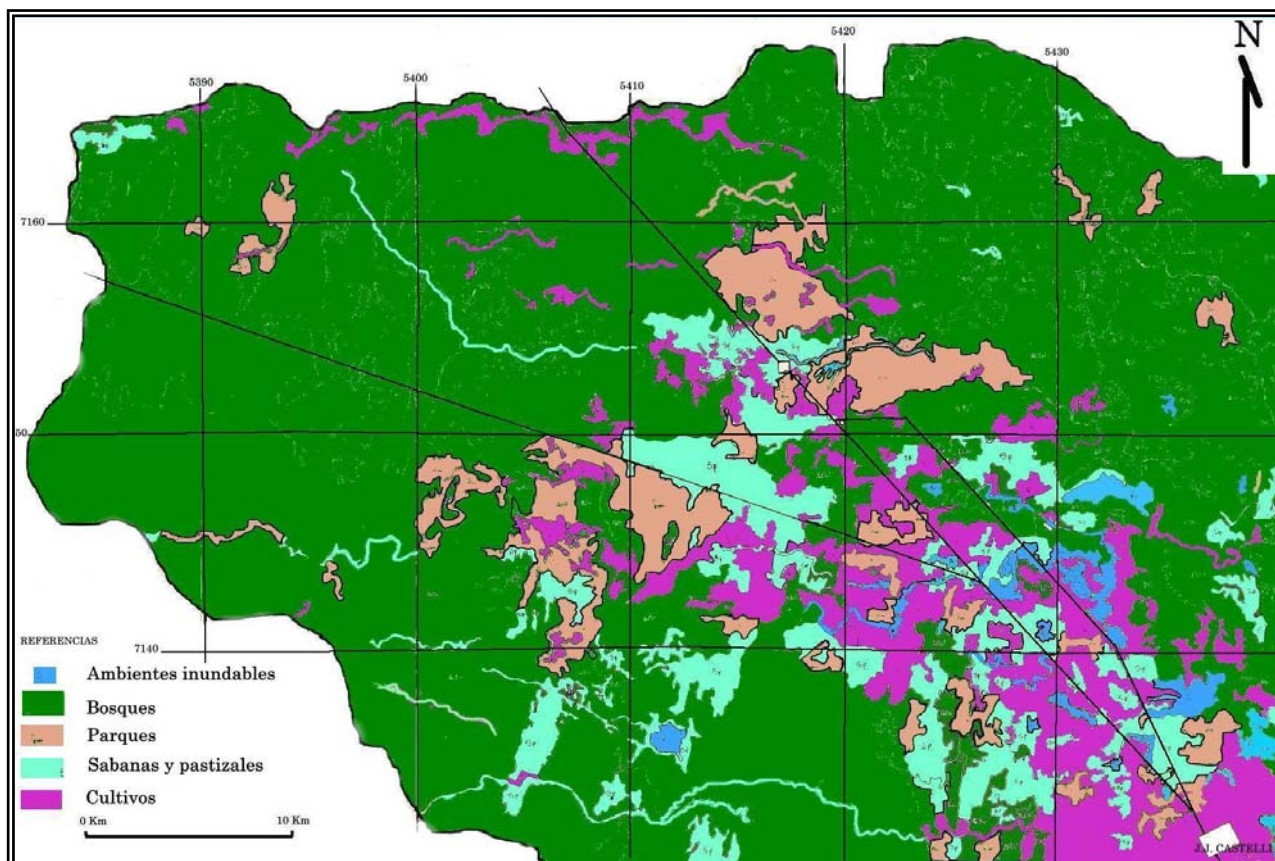 N
5420
5430
5390
5400
5410
7160
50
REFERENCIAS
7140
Ambientes inundables
Bosques
Parques
Sabanas y pastizales
Cultivos
0 Km
10 Km
J.J. CASTELLI